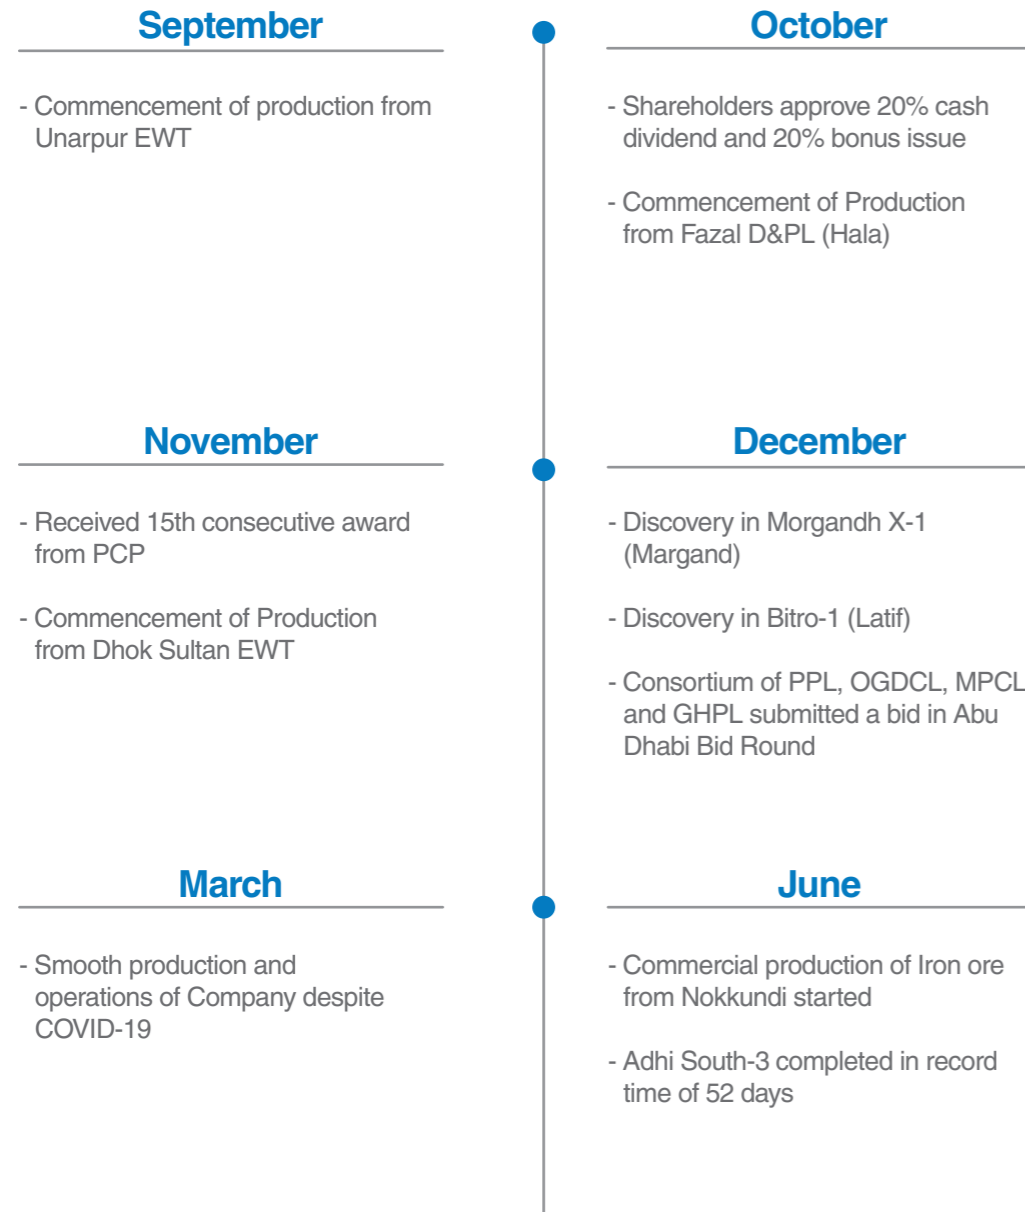 September
- Commencement of production from
Unarpur EWT
October
- Shareholders approve 20% cash
dividend and 20% bonus issue
- Commencement of Production
from Fazal D&PL (Hala)
November
- Received 15th consecutive award
from PCP
- Commencement of Production
from Dhok Sultan EWT
December
- Discovery in Morgandh X-1
(Margand)
- Discovery in Bitro-1 (Latif)
- Consortium of PPL, OGDCL, MPCL
and GHPL submitted a bid in Abu
Dhabi Bid Round
March
- Smooth production and
operations of Company despite
COVID-19
June
- Commercial production of Iron ore
from Nokkundi started
- Adhi South-3 completed in record
time of 52 days